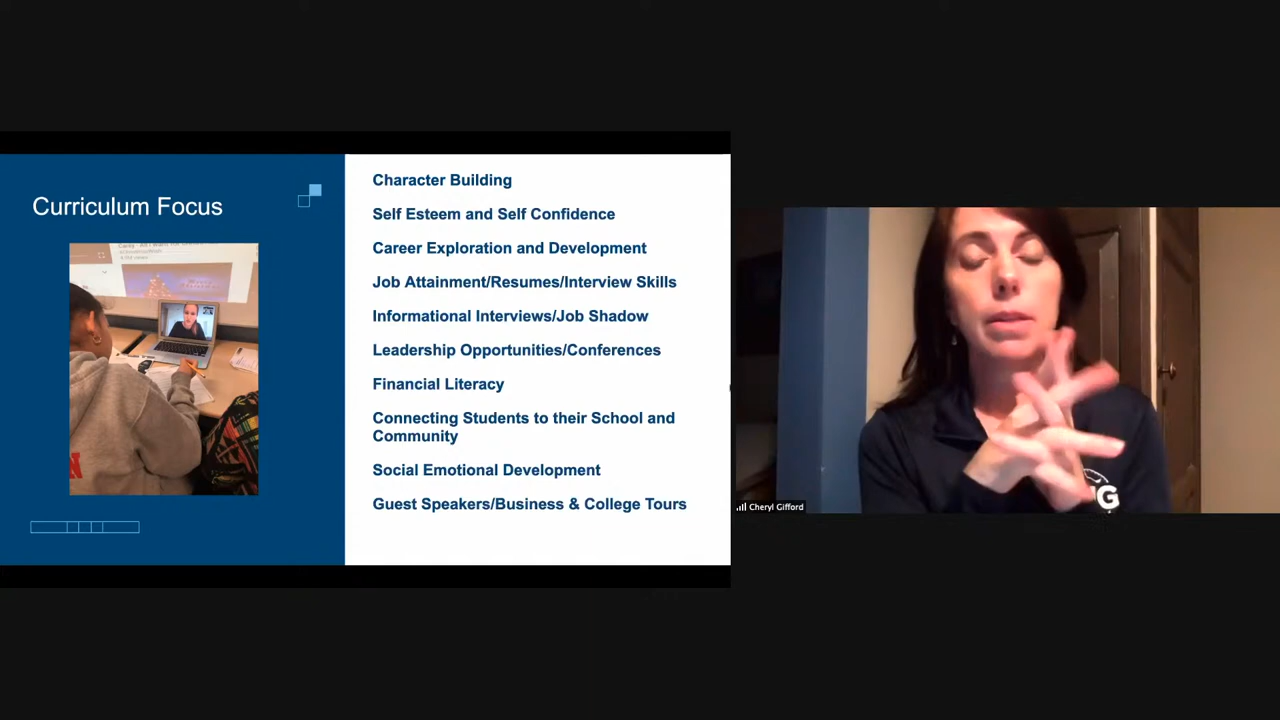 Curriculum Focus
Character Building
Self Esteem and Self Confidence
Career Exploration and Development
Job Attainment/Resumes/Interview Skills
Informational Interviews/Job Shadow
Leadership Opportunities/Conferences
Financial Literacy
Connecting Students to their School and
Community
Social Emotional Development
Guest Speakers/Business & College Tours
Cheryl Gifford